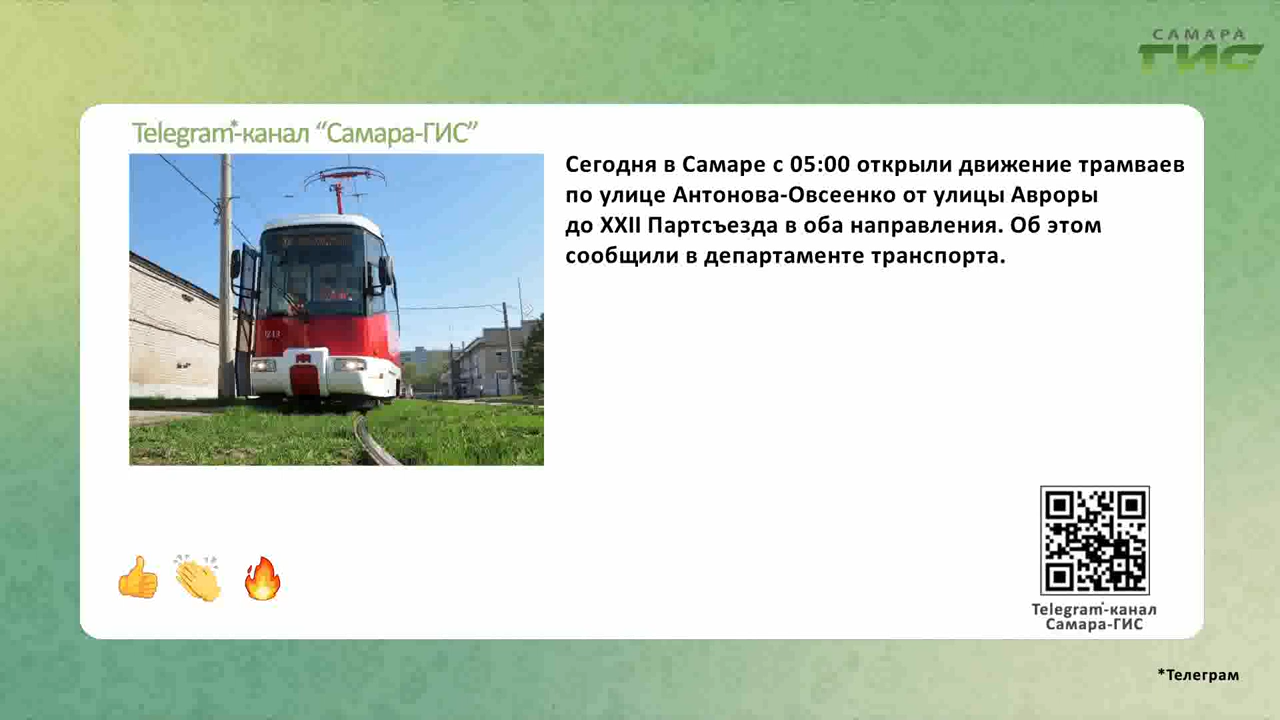 САМАРА
ГИС
Telegram*-канал “Самара-ГИС”
Сегодня в Самаре с 05:00 открыли движение трамваев
по улице Антонова-Овсеенко от улицы Авроры
до XXII Партсъезда в оба направления. Об этом
сообщили в департаменте транспорта.
Telegram*-канал
Самара-ГИС
*Телеграм